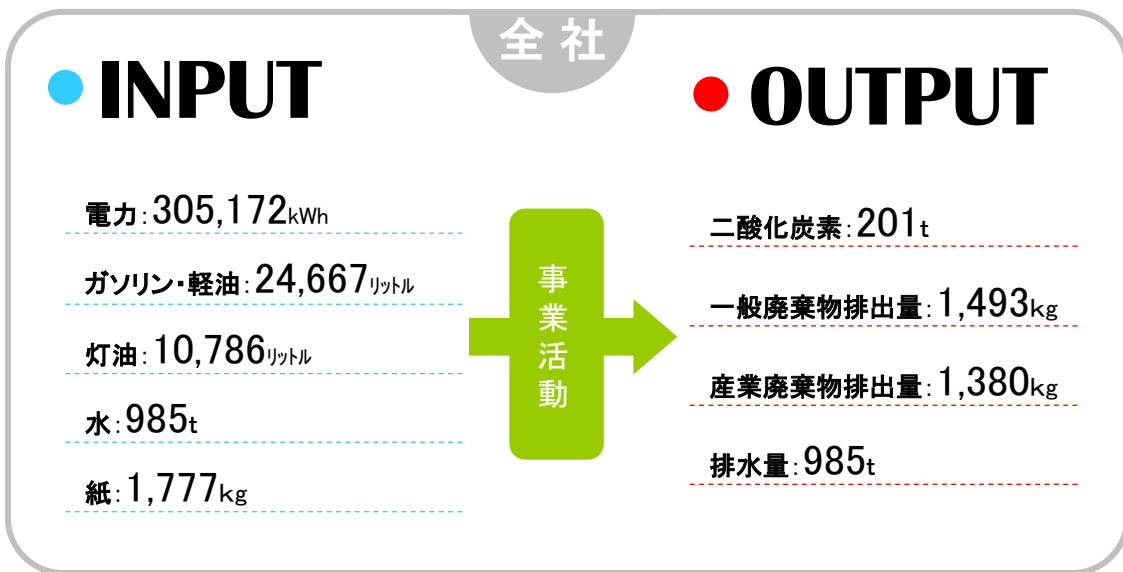 全社
INPUT
電力:305,172kWh
ガソリン・軽油:24,667リットル
灯油:10,786リットル
水:985t
紙:1,777kg
事業活動
OUTPUT
二酸化炭素:201t
一般廃棄物排出量:1,493kg
産業廃棄物排出量:1,380kg
排水量:985t